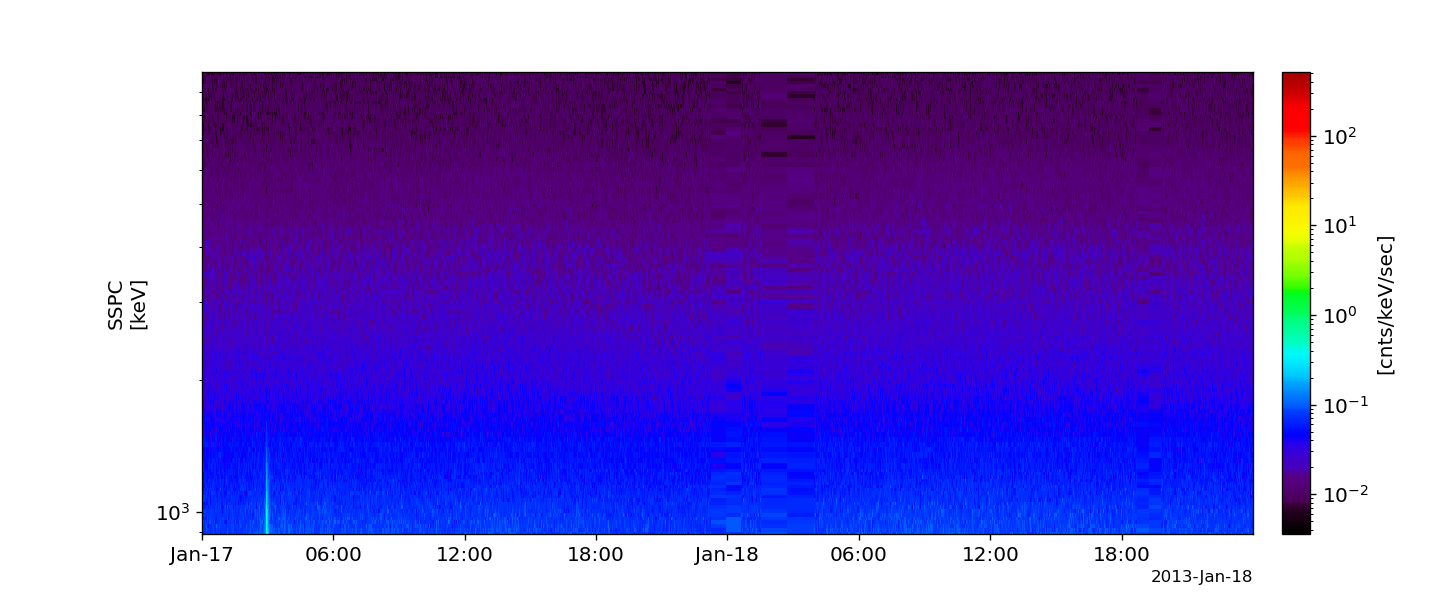 SSPC
[keV]
10³
Jan-17 06:00 12:00 18:00 Jan-18 06:00 12:00 18:00
2013-Jan-18
10²
10¹
10⁰
10⁻¹
10⁻²
[cnts/keV/sec]